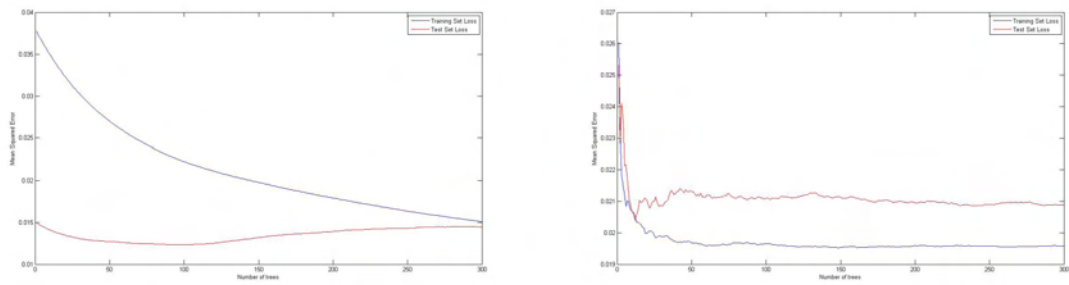 0.04
0.035
0.03
0.025
0.02
0.015
0.01
Mean Squared Error
0 50 100 150 200 250 300
Number of trees
Training Set Loss
Test Set Loss
0.027
0.026
0.025
0.024
0.023
0.022
0.021
0.02
0.019
Mean Squared Error
0 50 100 150 200 250 300
Number of trees
Training Set Loss
Test Set Loss